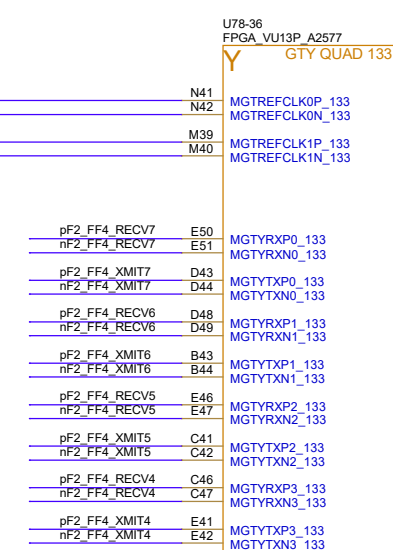 U78-36
FPGA_VU13P_A2577
Y GTY QUAD 133
N41 MGTREFCLK0P_133
N42 MGTREFCLK0N_133
M39 MGTREFCLK1P_133
M40 MGTREFCLK1N_133
pF2_FF4_RECV7 E50 MGTYRXP0_133
nF2_FF4_RECV7 E51 MGTYRXN0_133
pF2_FF4_XMIT7 D43 MGTYTXP0_133
nF2_FF4_XMIT7 D44 MGTYTXN0_133
pF2_FF4_RECV6 D48 MGTYRXP1_133
nF2_FF4_RECV6 D49 MGTYRXN1_133
pF2_FF4_XMIT6 B43 MGTYTXP1_133
nF2_FF4_XMIT6 B44 MGTYTXN1_133
pF2_FF4_RECV5 E46 MGTYRXP2_133
nF2_FF4_RECV5 E47 MGTYRXN2_133
pF2_FF4_XMIT5 C41 MGTYTXP2_133
nF2_FF4_XMIT5 C42 MGTYTXN2_133
pF2_FF4_RECV4 C46 MGTYRXP3_133
nF2_FF4_RECV4 C47 MGTYRXN3_133
pF2_FF4_XMIT4 E41 MGTYTXP3_133
nF2_FF4_XMIT4 E42 MGTYTXN3_133